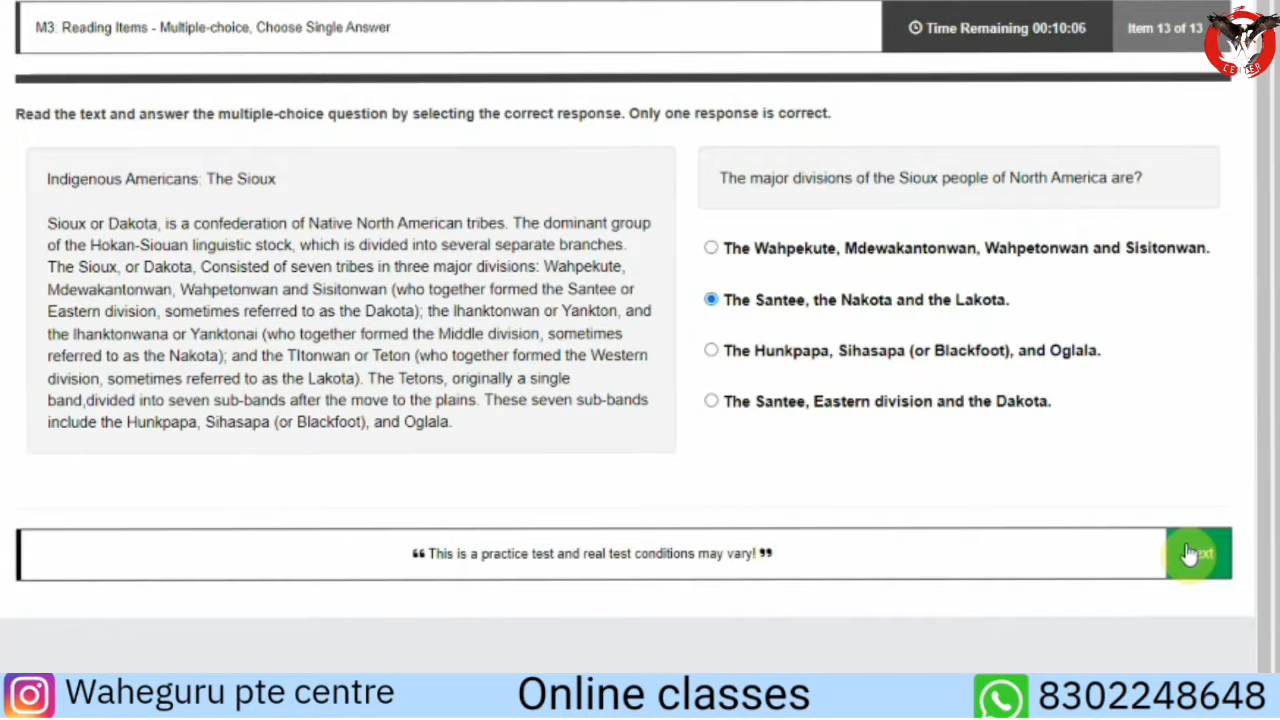 M3: Reading Items - Multiple-choice, Choose Single Answer
Time Remaining 00:10:06
Item 13 of 13
CENTER
Read the text and answer the multiple-choice question by selecting the correct response. Only one response is correct.
Indigenous Americans: The Sioux
Sioux or Dakota, is a confederation of Native North American tribes. The dominant group
of the Hokan-Siouan linguistic stock, which is divided into several separate branches.
The Sioux, or Dakota, Consisted of seven tribes in three major divisions: Wahpekute,
Mdewakantonwan, Wahpetonwan and Sisitonwan (who together formed the Santee or
Eastern division, sometimes referred to as the Dakota); the Ihanktonwan or Yankton, and
the Ihanktonwana or Yanktonai (who together formed the Middle division, sometimes
referred to as the Nakota); and the TItonwan or Teton (who together formed the Western
division, sometimes referred to as the Lakota). The Tetons, originally a single
band,divided into seven sub-bands after the move to the plains. These seven sub-bands
include the Hunkpapa, Sihasapa (or Blackfoot), and Oglala.
The major divisions of the Sioux people of North America are?
The Wahpekute, Mdewakantonwan, Wahpetonwan and Sisitonwan.
The Santee, the Nakota and the Lakota.
The Hunkpapa, Sihasapa (or Blackfoot), and Oglala.
The Santee, Eastern division and the Dakota.
❝ This is a practice test and real test conditions may vary! ❞
Waheguru pte centre
Online classes
8302248648